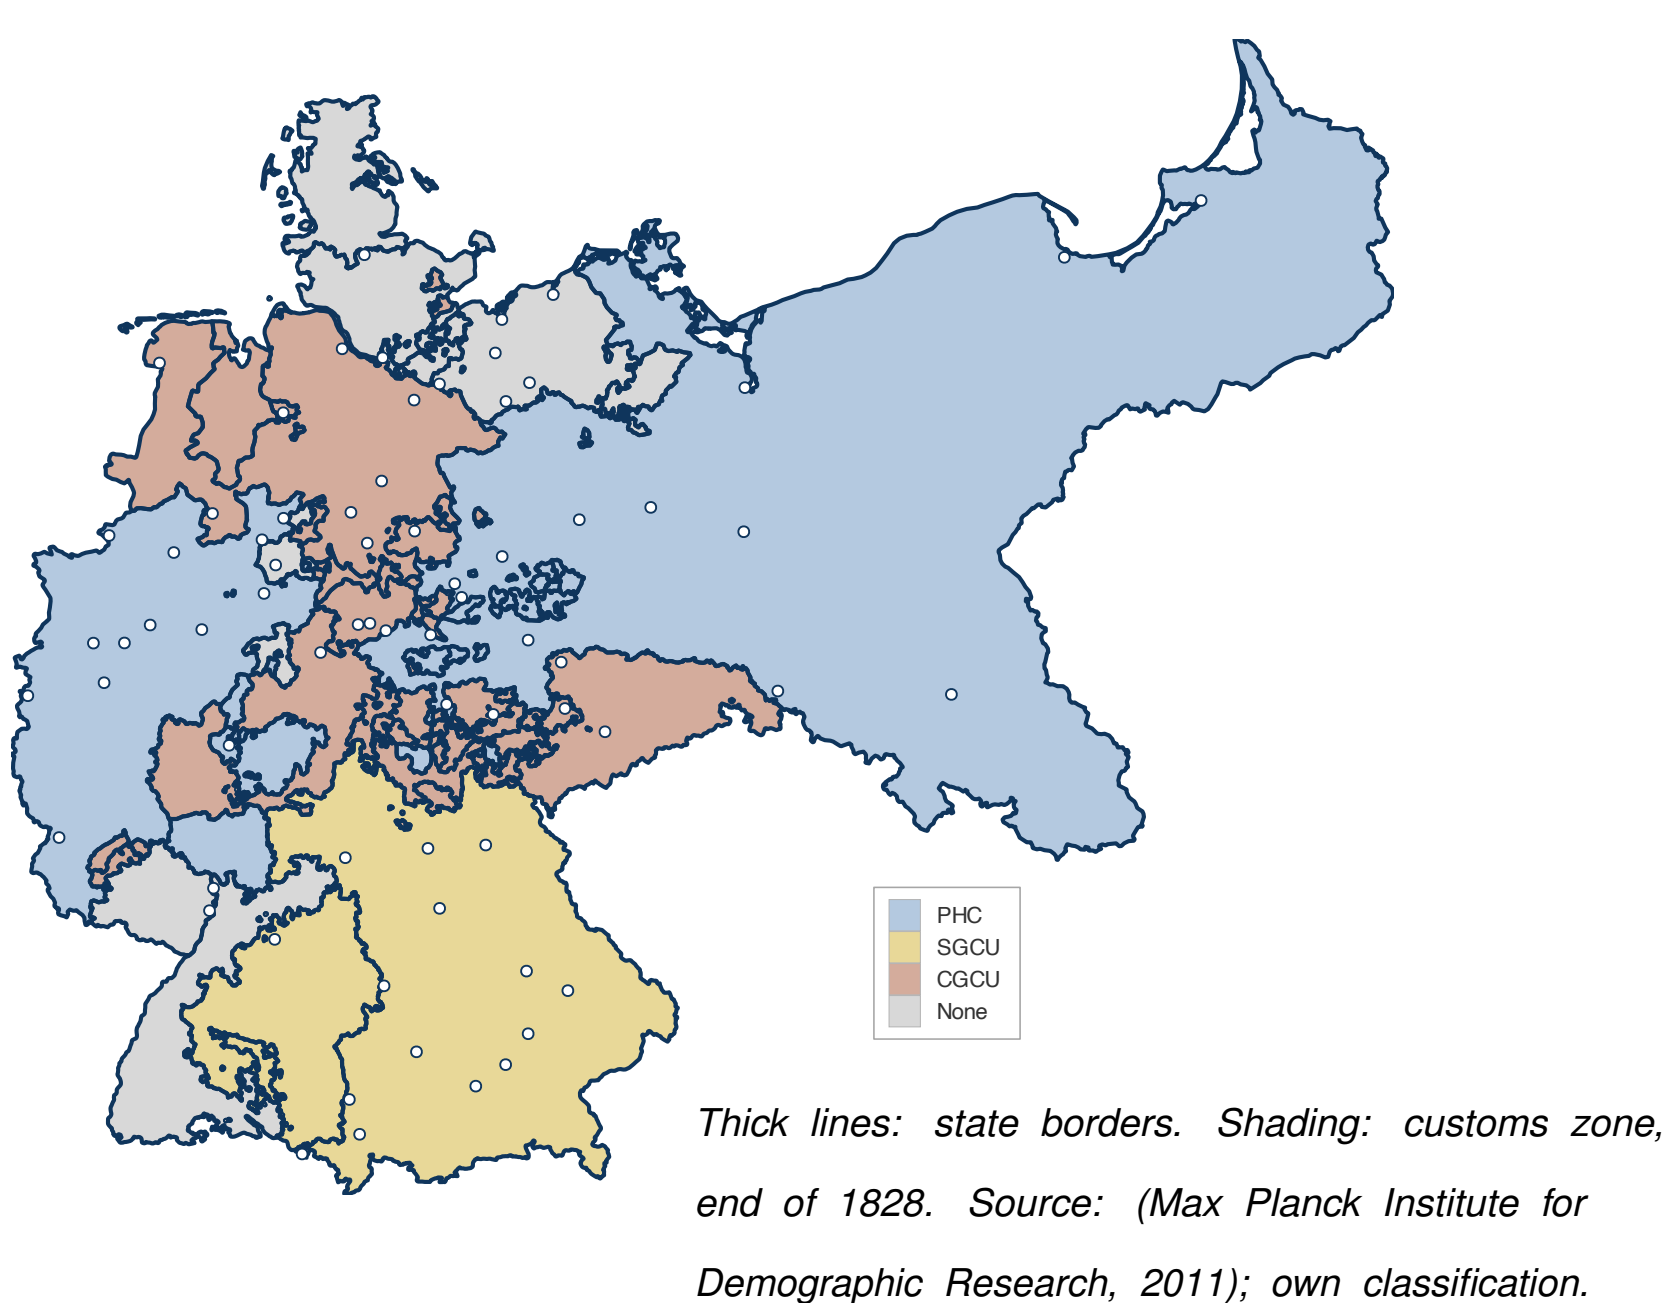 PHC
SGCU
CGCU
None
Thick lines: state borders. Shading: customs zone,
end of 1828. Source: (Max Planck Institute for
Demographic Research, 2011); own classification.